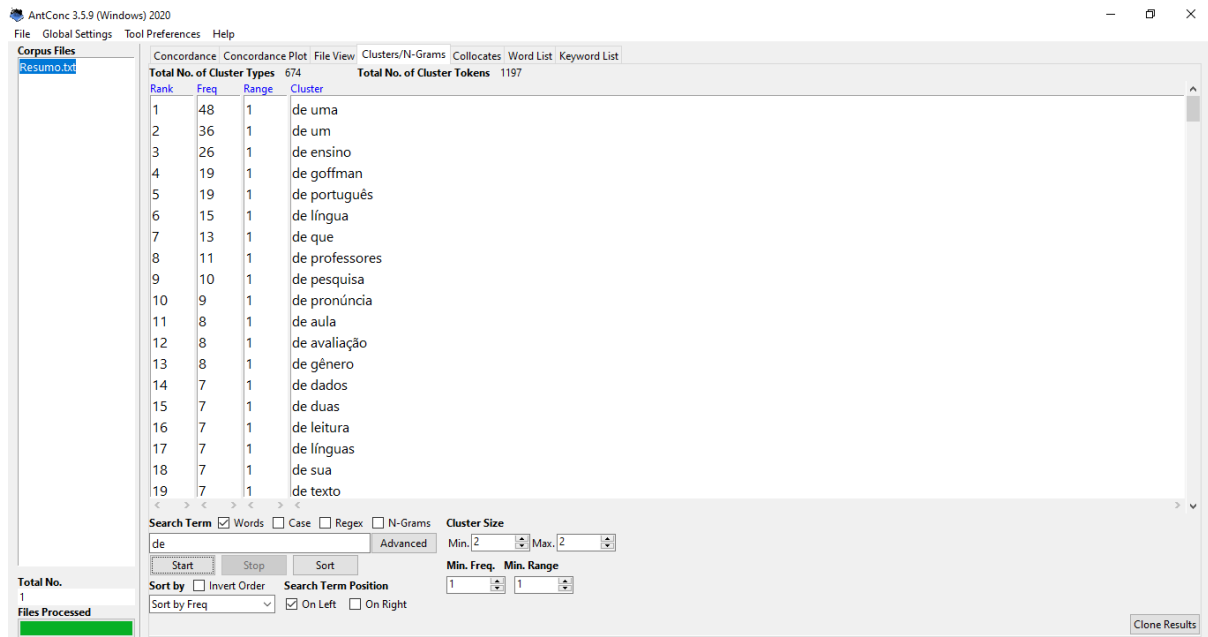 AntConc 3.5.9 (Windows) 2020
File Global Settings Tool Preferences Help
Corpus Files
Resumo.txt
Concordance Concordance Plot File View Clusters/N-Grams Collocates Word List Keyword List
Total No. of Cluster Types 674 Total No. of Cluster Tokens 1197
Rank Freq Range Cluster
1 48 1 de uma
2 36 1 de um
3 26 1 de ensino
4 19 1 de goffman
5 19 1 de português
6 15 1 de língua
7 13 1 de que
8 11 1 de professores
9 10 1 de pesquisa
10 9 1 de pronúncia
11 8 1 de aula
12 8 1 de avaliação
13 8 1 de gênero
14 7 1 de dados
15 7 1 de duas
16 7 1 de leitura
17 7 1 de línguas
18 7 1 de sua
19 7 1 de texto
Search Term Words Case Regex N-Grams Cluster Size
de Advanced Min. 2 Max. 2
Start Stop Sort Min. Freq. Min. Range
Sort by Invert Order Search Term Position 1 1
Sort by Freq On Left On Right
Total No.
1
Files Processed
Clone Results